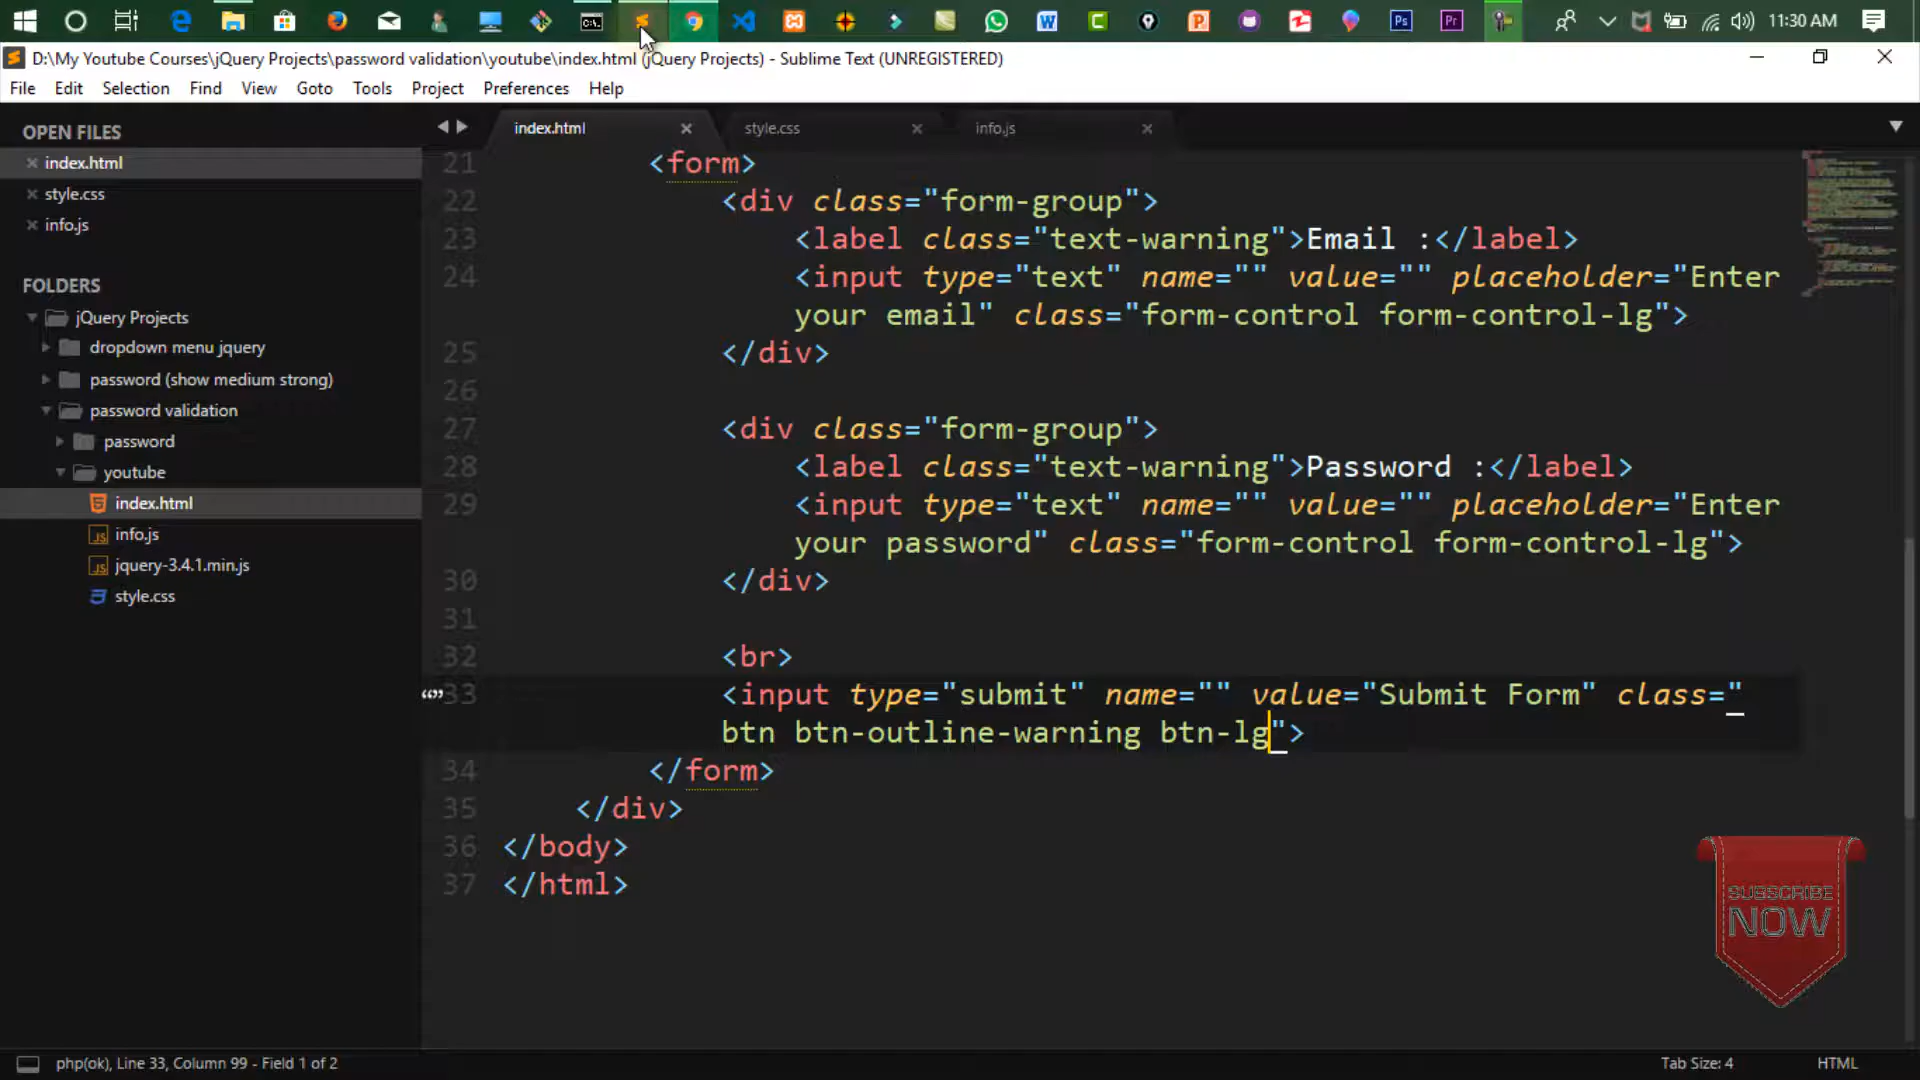 11:30 AM
D:\My Youtube Courses\jQuery Projects\password validation\youtube\index.html (jQuery Projects) - Sublime Text (UNREGISTERED)
File Edit Selection Find View Goto Tools Project Preferences Help
OPEN FILES
index.html
style.css
info.js
FOLDERS
jQuery Projects
dropdown menu jquery
password (show medium strong)
password validation
password
youtube
index.html
info.js
jquery-3.4.1.min.js
style.css
index.html style.css info.js
21 <form>
22 <div class="form-group">
23 <label class="text-warning">Email :</label>
24 <input type="text" name="" value="" placeholder="Enter
your email" class="form-control form-control-lg">
25 </div>
26
27 <div class="form-group">
28 <label class="text-warning">Password :</label>
29 <input type="text" name="" value="" placeholder="Enter
your password" class="form-control form-control-lg">
30 </div>
31
32 <br>
33 <input type="submit" name="" value="Submit Form" class="
btn btn-outline-warning btn-lg">
34 </form>
35 </div>
36 </body>
37 </html>
SUBSCRIBE
NOW
php(ok), Line 33, Column 99 - Field 1 of 2
Tab Size: 4
HTML